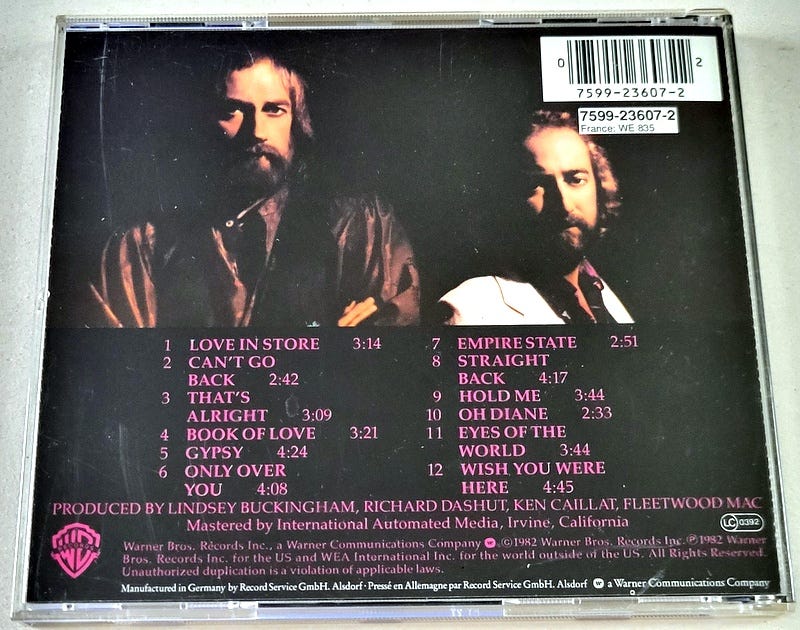 0 2
7599-23607-2
7599-23607-2
France: WE 835
1 LOVE IN STORE 3:14
2 CAN'T GO
BACK 2:42
3 THAT'S
ALRIGHT 3:09
4 BOOK OF LOVE 3:21
5 GYPSY 4:24
6 ONLY OVER
YOU 4:08
7 EMPIRE STATE 2:51
8 STRAIGHT
BACK 4:17
9 HOLD ME 3:44
10 OH DIANE 2:33
11 EYES OF THE
WORLD 3:44
12 WISH YOU WERE
HERE 4:45
PRODUCED BY LINDSEY BUCKINGHAM, RICHARD DASHUT, KEN CAILLAT, FLEETWOOD MAC
Mastered by International Automated Media, Irvine, California
LC 0392
RECORDS
Warner Bros. Records Inc., a Warner Communications Company ©1982 Warner Bros. Records Inc. ℗1982 Warner
Bros. Records Inc. for the US and WEA International Inc. for the world outside of the US. All Rights Reserved.
Unauthorized duplication is a violation of applicable laws.
Manufactured in Germany by Record Service GmbH. Alsdorf · Pressé en Allemagne par Record Service GmbH. Alsdorf a Warner Communications Company